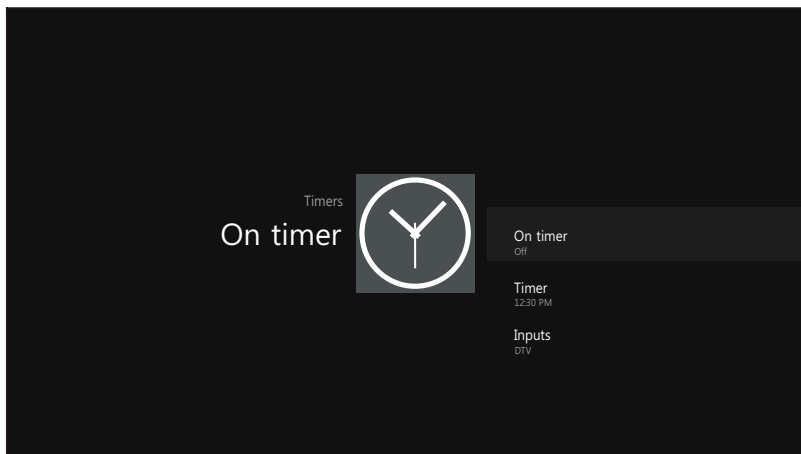 Timers
On timer
On timer
Off
Timer
12:30 PM
Inputs
DTV